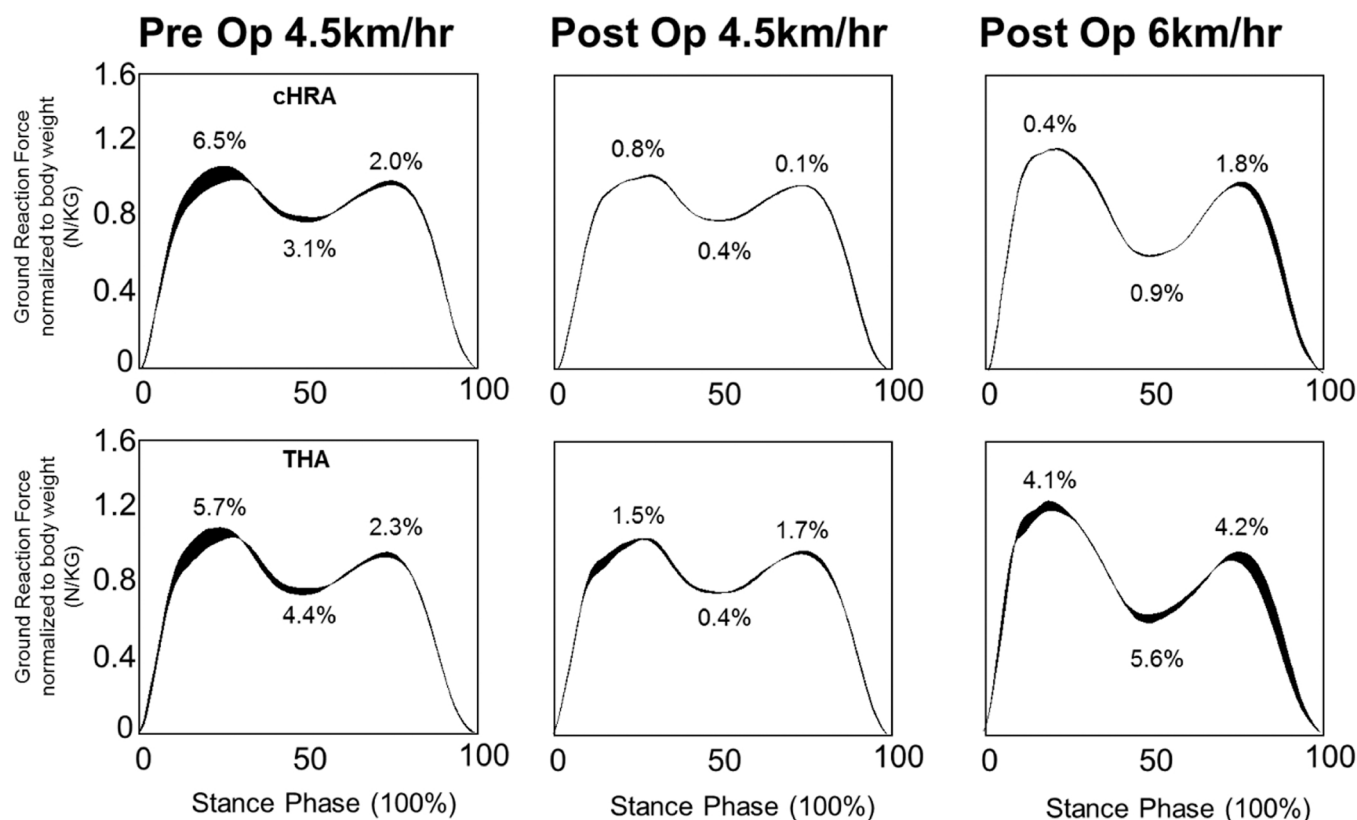 Pre Op 4.5km/hr
Post Op 4.5km/hr
Post Op 6km/hr
Ground Reaction Force
normalized to body weight
(N/KG)
1.6
1.2
0.8
0.4
0
cHRA
6.5%
2.0%
3.1%
0 50 100
0.8%
0.1%
0.4%
0 50 100
0.4%
1.8%
0.9%
0 50 100
Ground Reaction Force
normalized to body weight
(N/KG)
1.6
1.2
0.8
0.4
0
THA
5.7%
2.3%
4.4%
0 50 100
Stance Phase (100%)
1.5%
1.7%
0.4%
0 50 100
Stance Phase (100%)
4.1%
4.2%
5.6%
0 50 100
Stance Phase (100%)